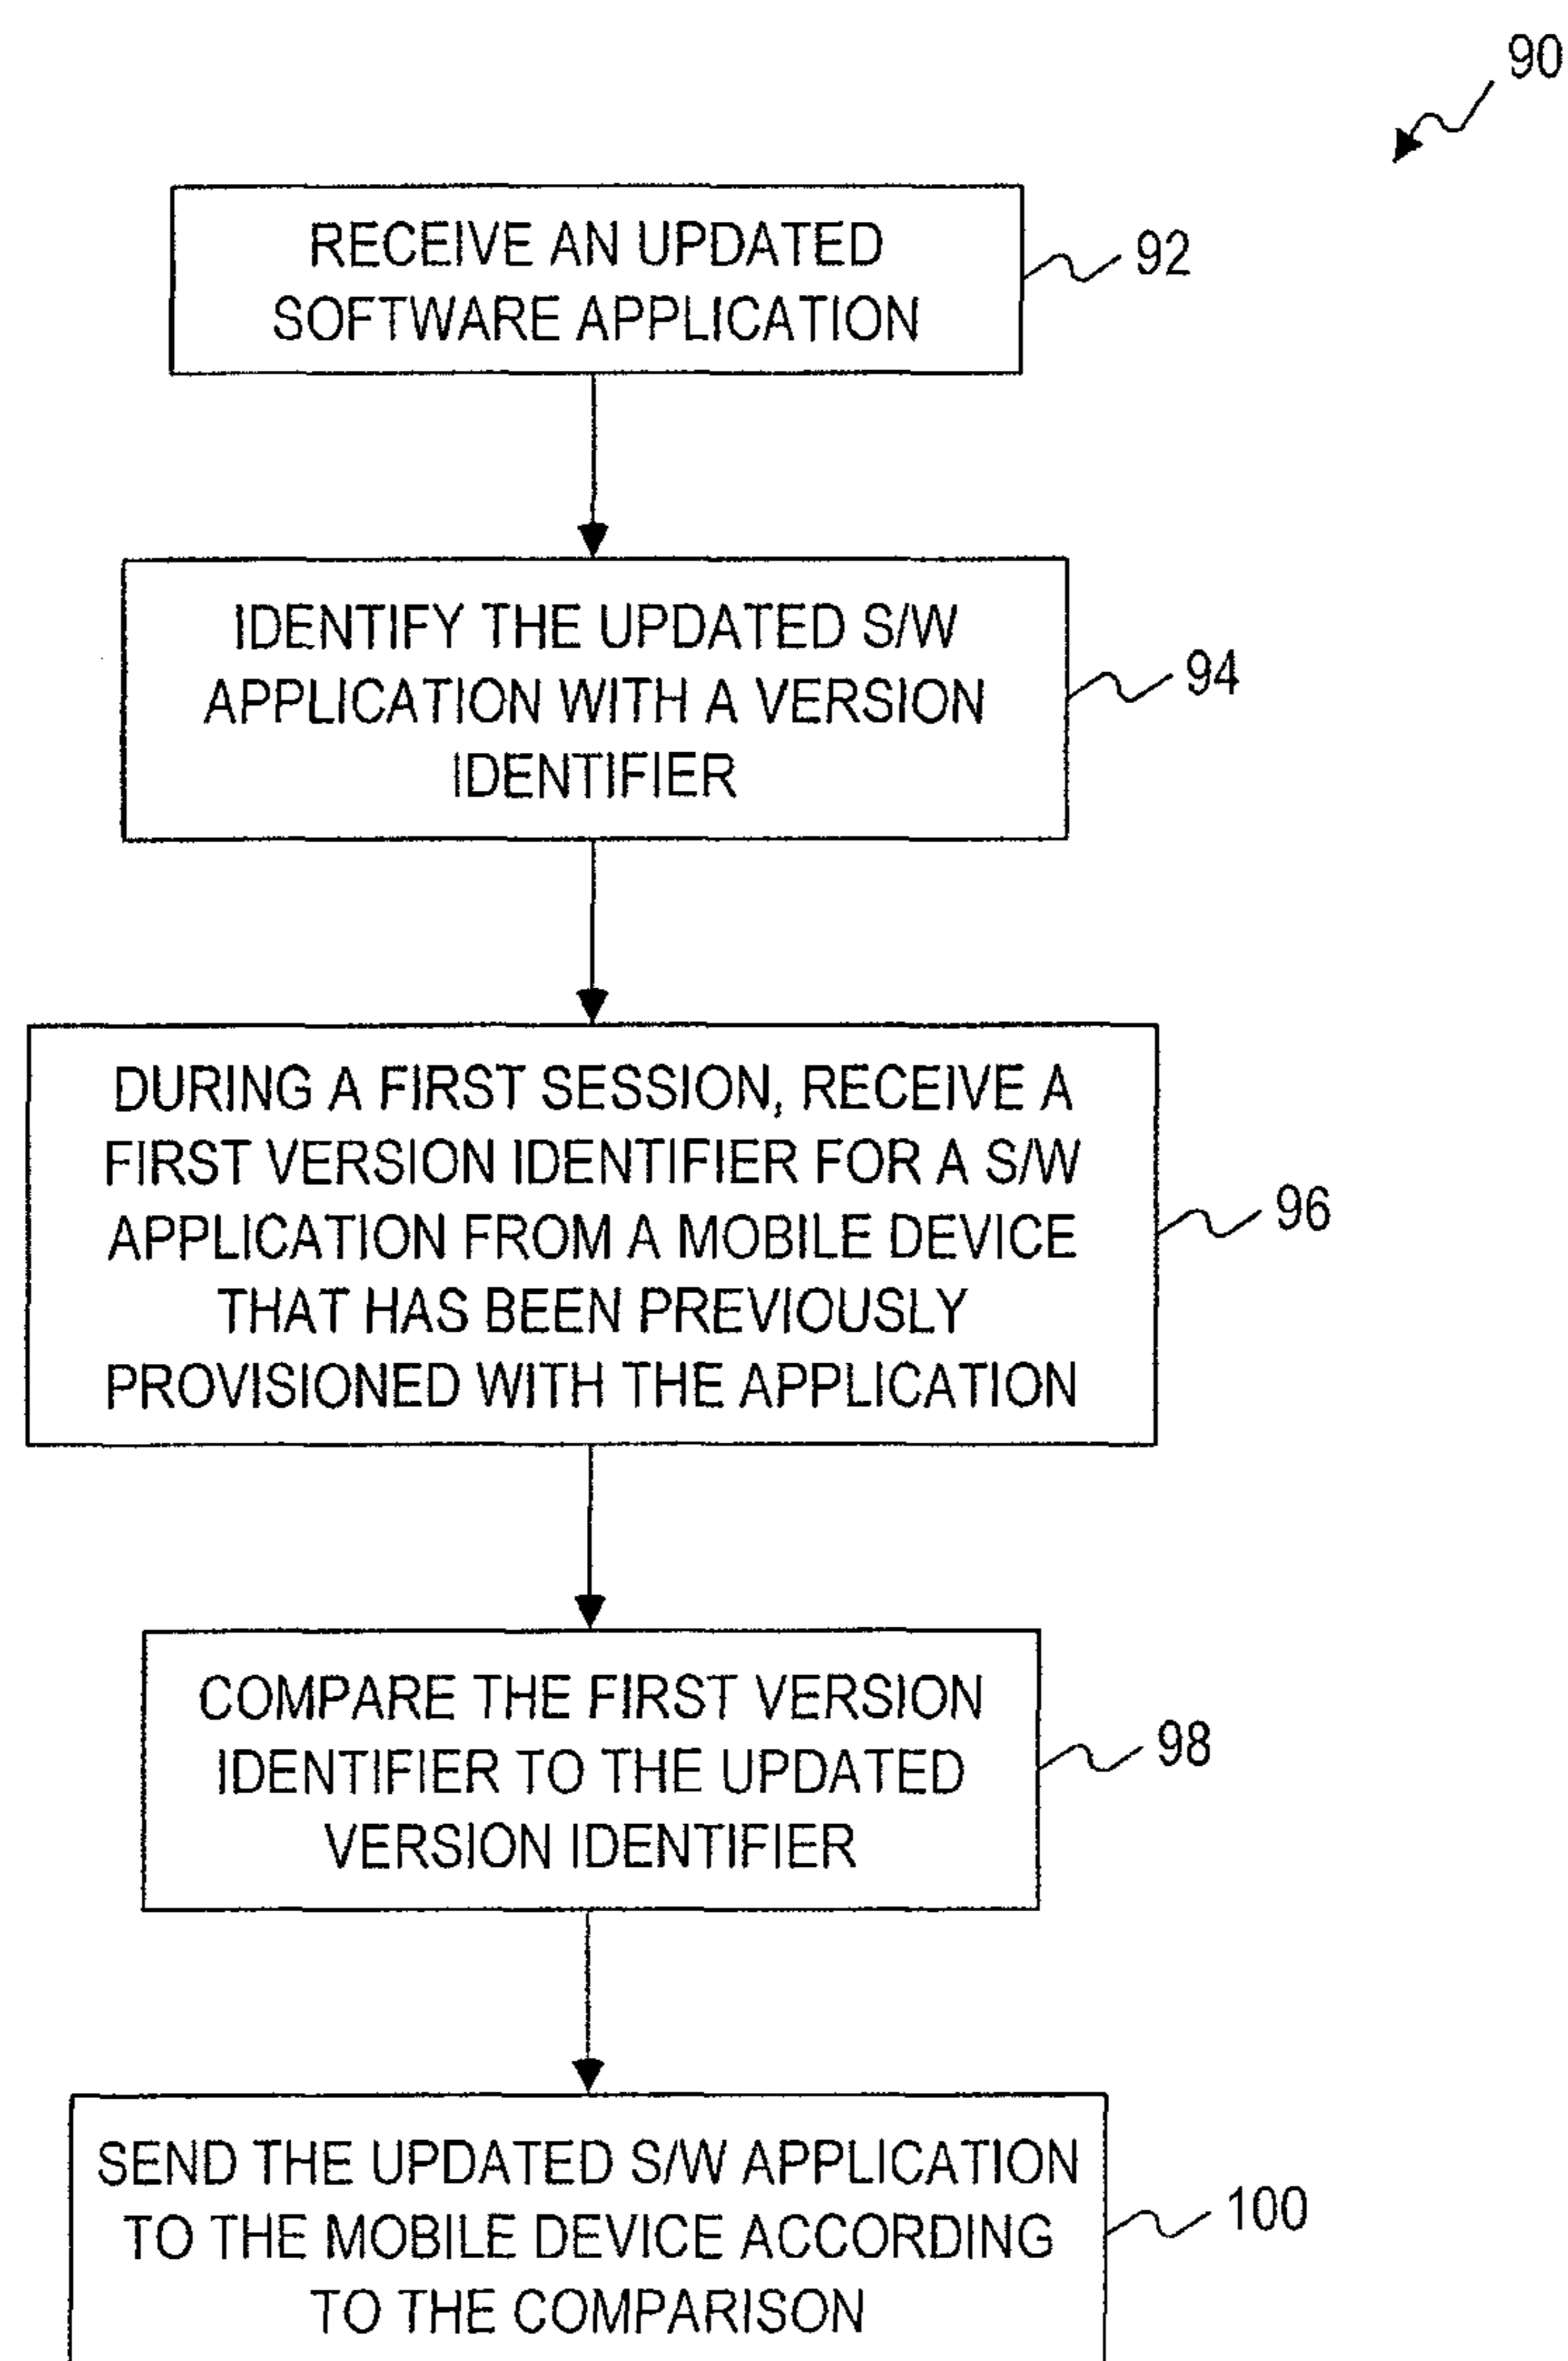 90
RECEIVE AN UPDATED
SOFTWARE APPLICATION
92
IDENTIFY THE UPDATED S/W
APPLICATION WITH A VERSION
IDENTIFIER
94
DURING A FIRST SESSION, RECEIVE A
FIRST VERSION IDENTIFIER FOR A S/W
APPLICATION FROM A MOBILE DEVICE
THAT HAS BEEN PREVIOUSLY
PROVISIONED WITH THE APPLICATION
96
COMPARE THE FIRST VERSION
IDENTIFIER TO THE UPDATED
VERSION IDENTIFIER
98
SEND THE UPDATED S/W APPLICATION
TO THE MOBILE DEVICE ACCORDING
TO THE COMPARISON
100